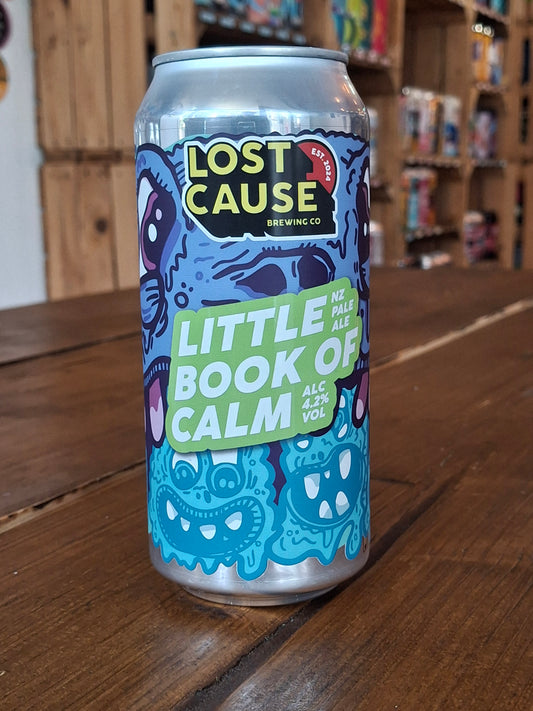 LOST
CAUSE
EST. 2024
BREWING CO
LITTLE
BOOK OF
CALM
NZ
PALE
ALE
ALC
4.2%
VOL